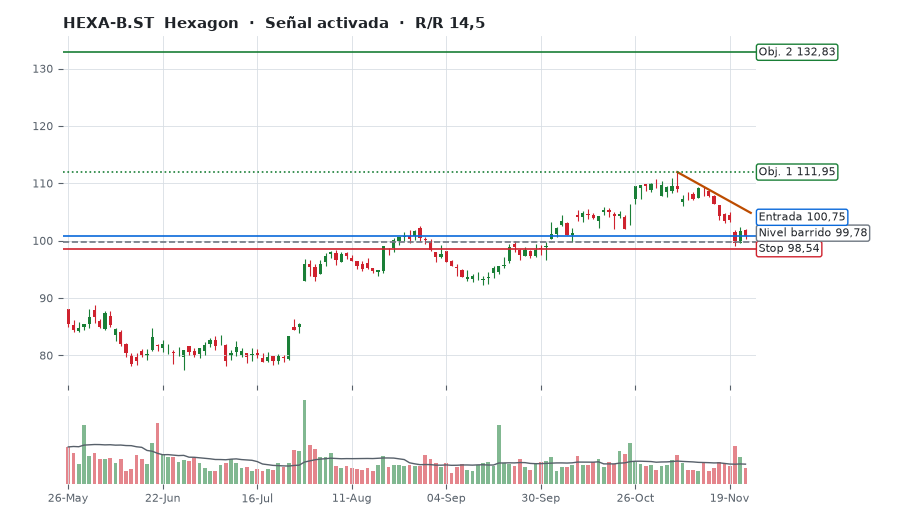 HEXA-B.ST Hexagon · Señal activada · R/R 14,5
Obj. 2 132,83
130
120
Obj. 1 111,95
110
Entrada 100,75
Nivel barrido 99,78
100
Stop 98,54
90
80
26-May 22-Jun 16-Jul 11-Aug 04-Sep 30-Sep 26-Oct 19-Nov